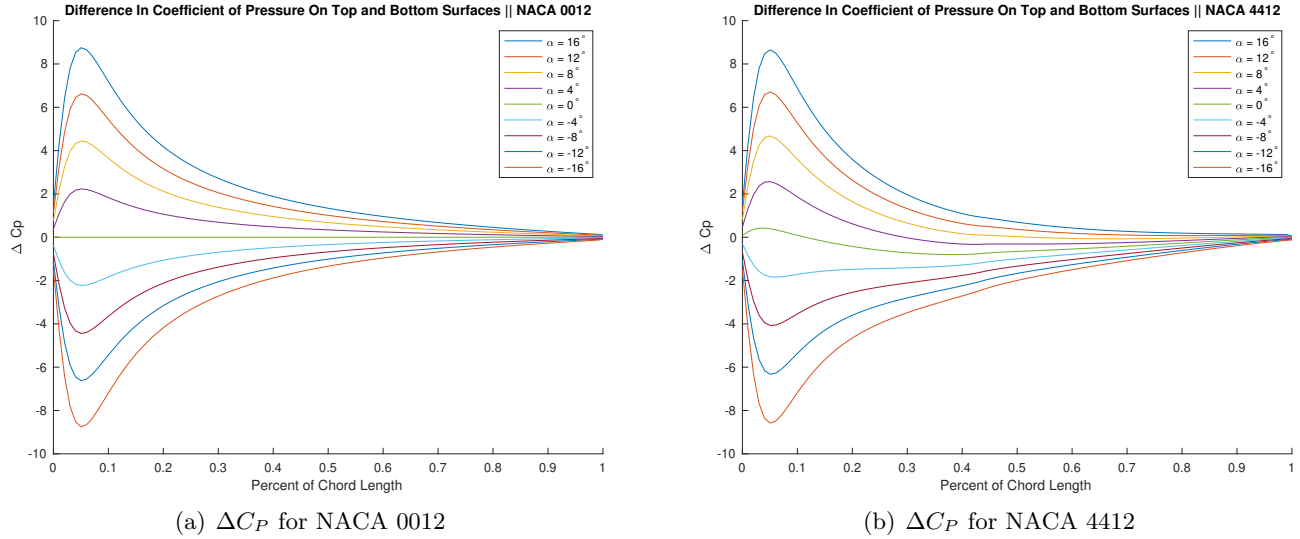 Difference In Coefficient of Pressure On Top and Bottom Surfaces || NACA 0012
10
8
6
4
2
0
-2
-4
-6
-8
-10
Δ Cp
0 0.1 0.2 0.3 0.4 0.5 0.6 0.7 0.8 0.9 1
Percent of Chord Length
α = 16°
α = 12°
α = 8°
α = 4°
α = 0°
α = -4°
α = -8°
α = -12°
α = -16°
(a) ΔC_P for NACA 0012
Difference In Coefficient of Pressure On Top and Bottom Surfaces || NACA 4412
10
8
6
4
2
0
-2
-4
-6
-8
-10
Δ Cp
0 0.1 0.2 0.3 0.4 0.5 0.6 0.7 0.8 0.9 1
Percent of Chord Length
α = 16°
α = 12°
α = 8°
α = 4°
α = 0°
α = -4°
α = -8°
α = -12°
α = -16°
(b) ΔC_P for NACA 4412